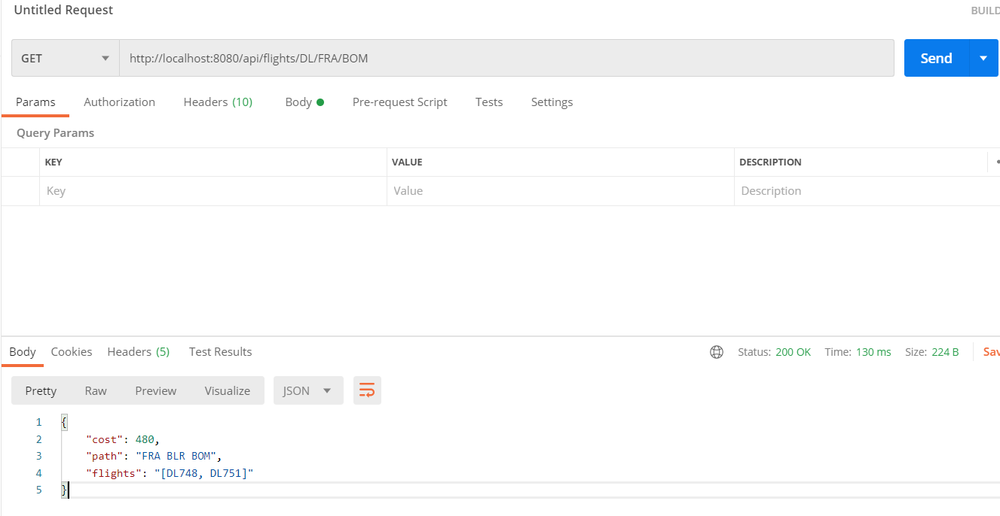 Untitled Request
BUILD
GET
http://localhost:8080/api/flights/DL/FRA/BOM
Send
Params Authorization Headers (10) Body Pre-request Script Tests Settings
Query Params
KEY VALUE DESCRIPTION
Key Value Description
Body Cookies Headers (5) Test Results Status: 200 OK Time: 130 ms Size: 224 B Sav
Pretty Raw Preview Visualize JSON
1 {
2 "cost": 480,
3 "path": "FRA BLR BOM",
4 "flights": "[DL748, DL751]"
5 }